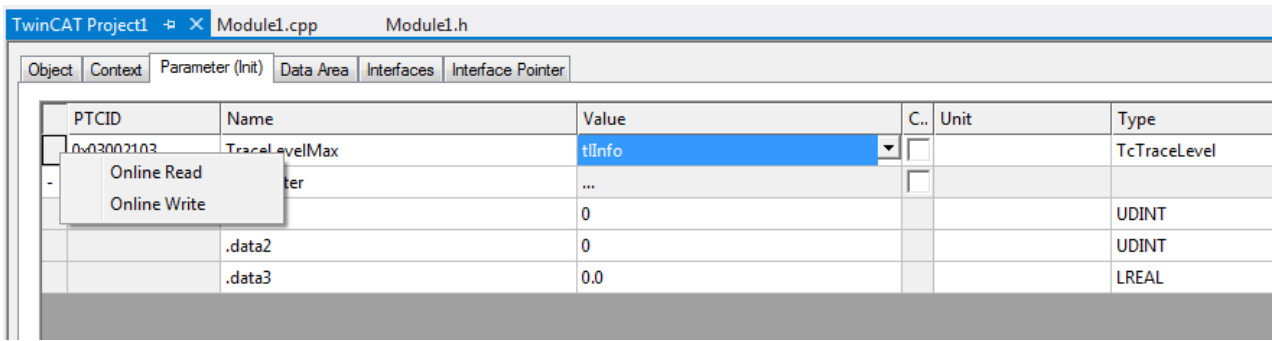 TwinCAT Project1 Module1.cpp Module1.h
Object Context Parameter (Init) Data Area Interfaces Interface Pointer
PTCID Name Value C.. Unit Type
0x03002103 TraceLevelMax tlInfo TcTraceLevel
Online Read
- ter ...
Online Write
0 UDINT
.data2 0 UDINT
.data3 0.0 LREAL